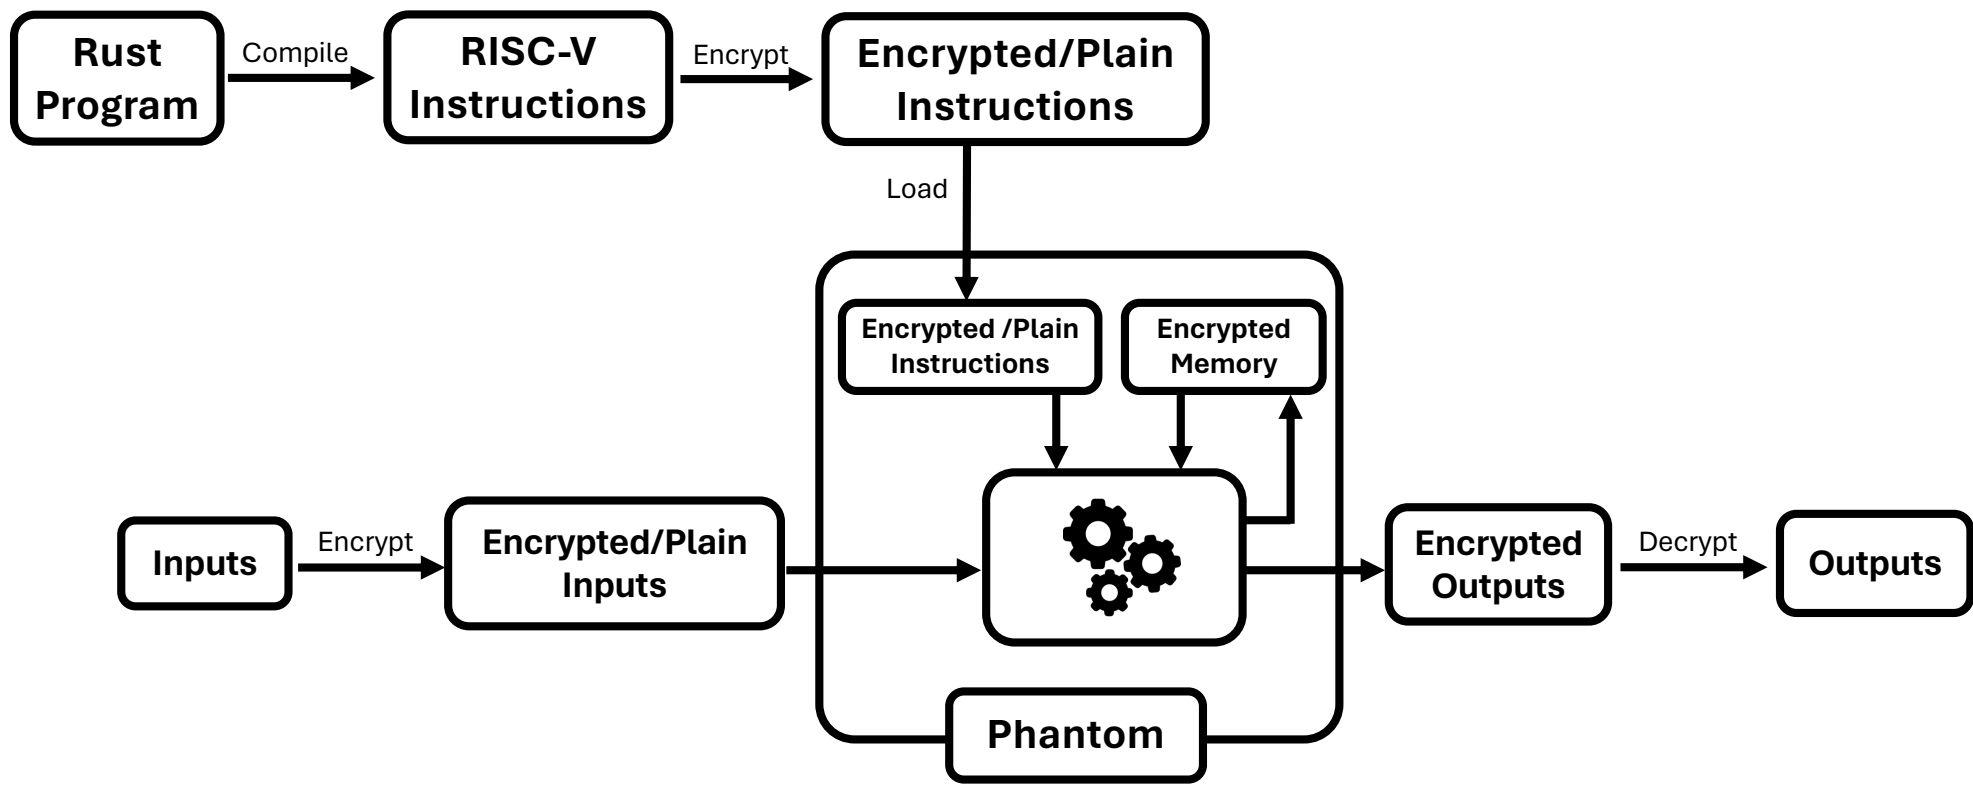 Rust
Program
Compile
RISC-V
Instructions
Encrypt
Encrypted/Plain
Instructions
Load
Encrypted /Plain
Instructions
Encrypted
Memory
Inputs
Encrypt
Encrypted/Plain
Inputs
Encrypted
Outputs
Decrypt
Outputs
Phantom